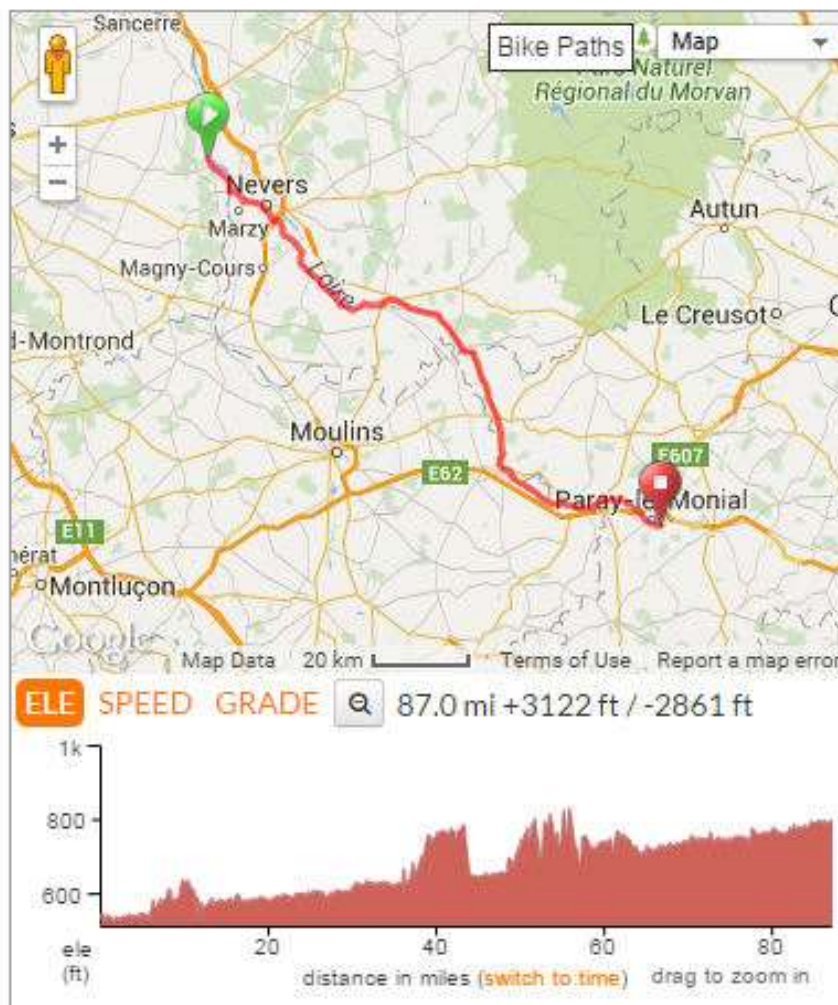 Sancerre
Bike Paths
Map
Parc Naturel
Régional du Morvan
+
−
Nevers
Marzy
Autun
Magny-Cours
Loire
Le Creusot
d-Montrond
Moulins
E607
E62
Paray-le-Monial
E11
Montluçon
Google
Map Data 20 km Terms of Use Report a map error
ELE SPEED GRADE 87.0 mi +3122 ft / -2861 ft
1k
800
600
ele
(ft)
20 40 60 80
distance in miles (switch to time) drag to zoom in